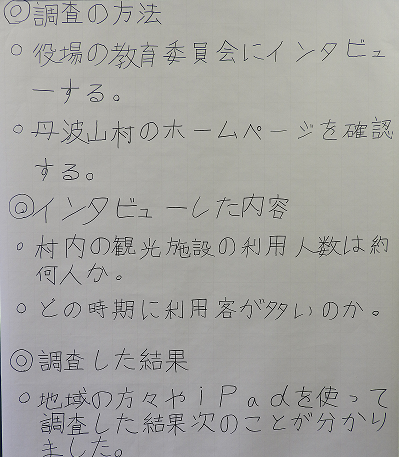 ◎調査の方法
○役場の教育委員会にインタビュ
ーする。
○丹波山村のホームページを確認
する。
◎インタビューした内容
○村内の観光施設の利用人数は約
何人か。
○どの時期に利用客が多いのか。
◎調査した結果
○地域の方々やiPadを使って
調査した結果次のことが分かり
ました。